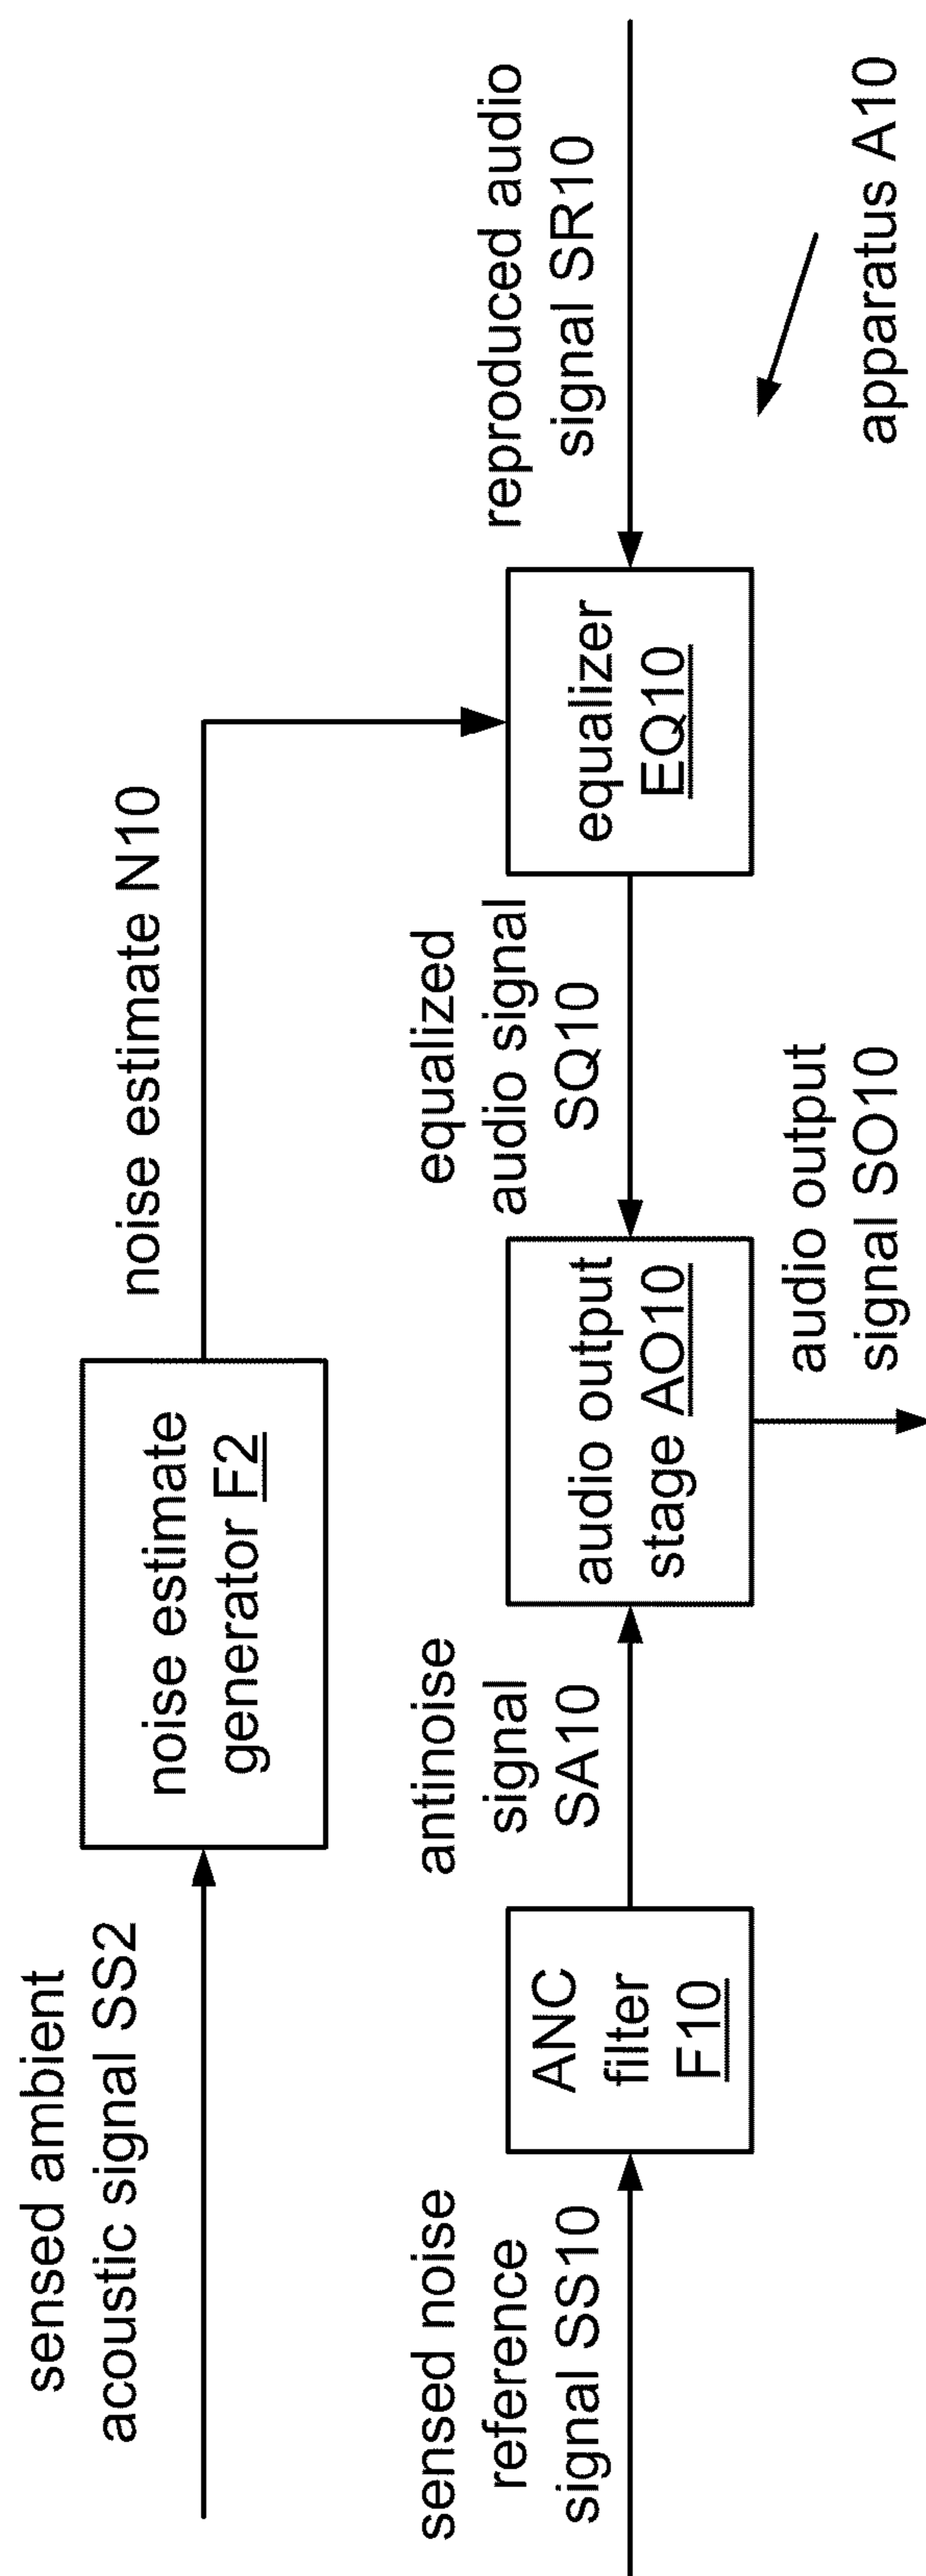 sensed ambient
acoustic signal SS2
noise estimate
generator F2
noise estimate N10
sensed noise
reference
signal SS10
ANC
filter
F10
antinoise
signal
SA10
audio output
stage AO10
equalized
audio signal
SQ10
equalizer
EQ10
reproduced audio
signal SR10
audio output
signal SO10
apparatus A10